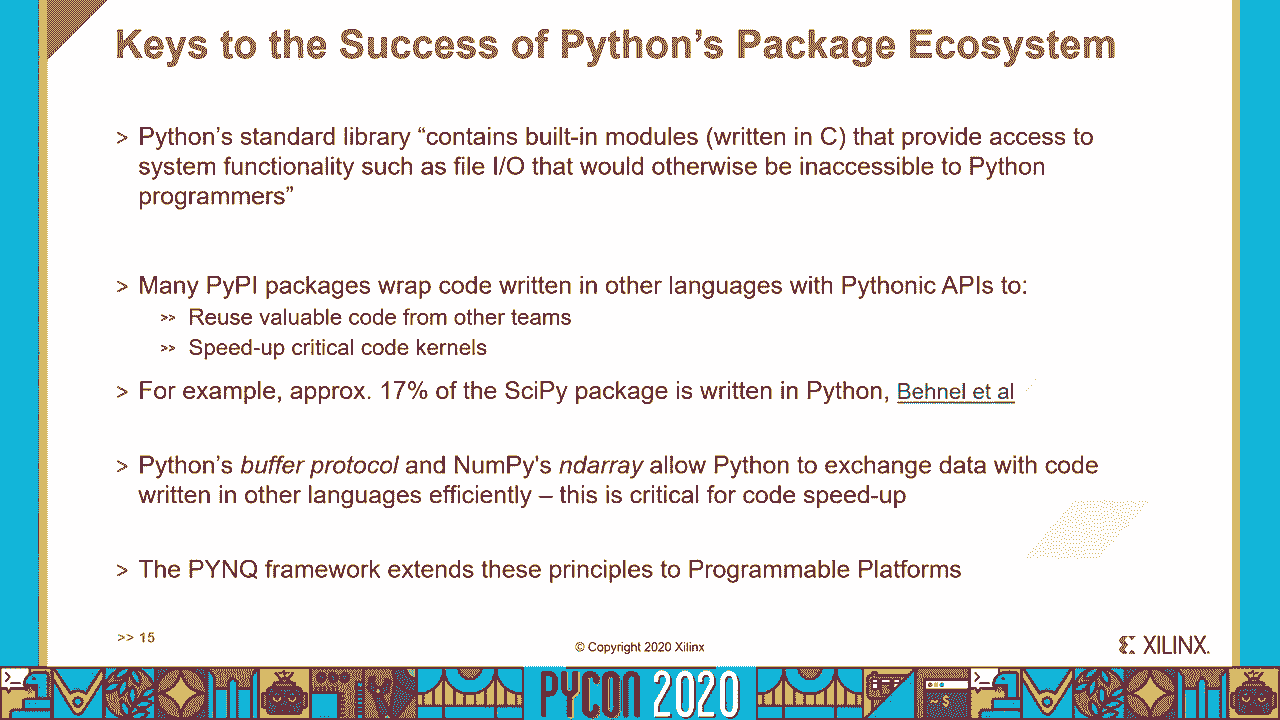 Keys to the Success of Python’s Package Ecosystem
> Python’s standard library “contains built-in modules (written in C) that provide access to
system functionality such as file I/O that would otherwise be inaccessible to Python
programmers”
> Many PyPI packages wrap code written in other languages with Pythonic APIs to:
>> Reuse valuable code from other teams
>> Speed-up critical code kernels
> For example, approx. 17% of the SciPy package is written in Python, Behnel et al
> Python’s buffer protocol and NumPy's ndarray allow Python to exchange data with code
written in other languages efficiently – this is critical for code speed-up
> The PYNQ framework extends these principles to Programmable Platforms
>> 15
© Copyright 2020 Xilinx
XILINX.
PYCON 2020